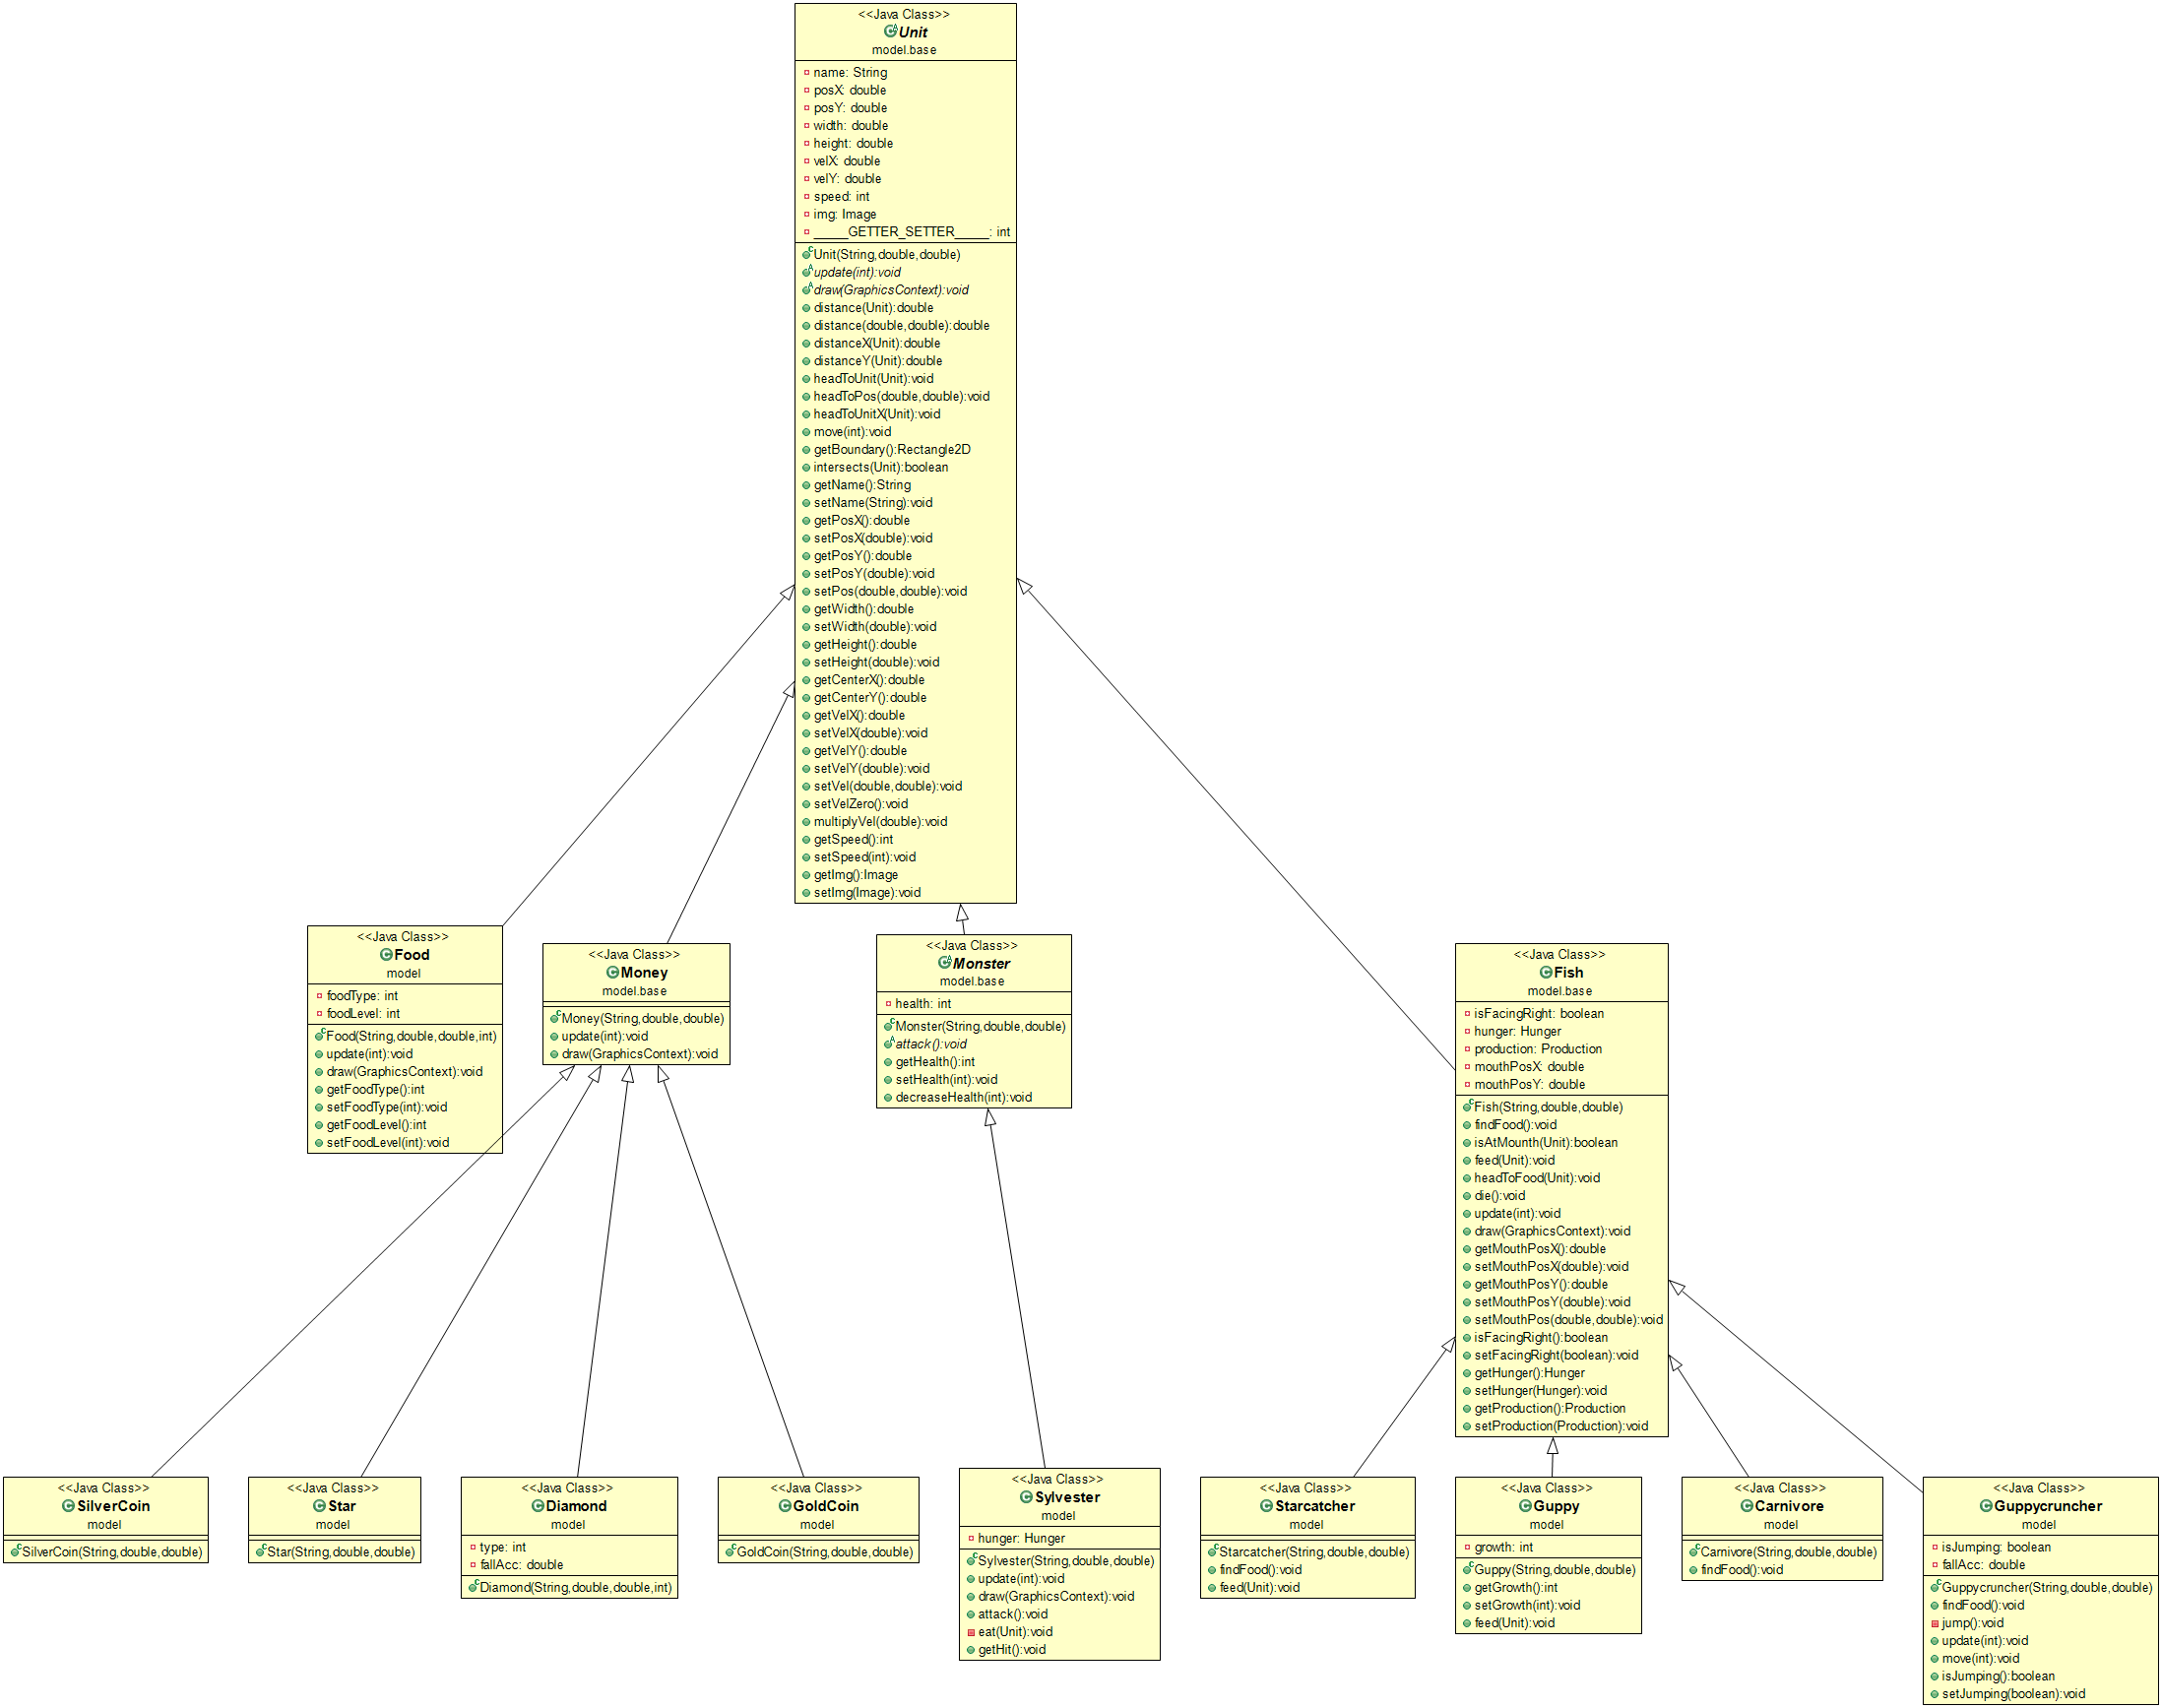 <<Java Class>>
Unit
model.base
name: String
posX: double
posY: double
width: double
height: double
velX: double
velY: double
speed: int
img: Image
_____GETTER_SETTER_____: int
Unit(String,double,double)
update(int):void
draw(GraphicsContext):void
distance(Unit):double
distance(double,double):double
distanceX(Unit):double
distanceY(Unit):double
headToUnit(Unit):void
headToPos(double,double):void
headToUnitX(Unit):void
move(int):void
getBoundary():Rectangle2D
intersects(Unit):boolean
getName():String
setName(String):void
getPosX():double
setPosX(double):void
getPosY():double
setPosY(double):void
setPos(double,double):void
getWidth():double
setWidth(double):void
getHeight():double
setHeight(double):void
getCenterX():double
getCenterY():double
getVelX():double
setVelX(double):void
getVelY():double
setVelY(double):void
setVel(double,double):void
setVelZero():void
multiplyVel(double):void
getSpeed():int
setSpeed(int):void
getImg():Image
setImg(Image):void
<<Java Class>>
Food
model
foodType: int
foodLevel: int
Food(String,double,double,int)
update(int):void
draw(GraphicsContext):void
getFoodType():int
setFoodType(int):void
getFoodLevel():int
setFoodLevel(int):void
<<Java Class>>
Money
model.base
Money(String,double,double)
update(int):void
draw(GraphicsContext):void
<<Java Class>>
Monster
model.base
health: int
Monster(String,double,double)
attack():void
getHealth():int
setHealth(int):void
decreaseHealth(int):void
<<Java Class>>
Fish
model.base
isFacingRight: boolean
hunger: Hunger
production: Production
mouthPosX: double
mouthPosY: double
Fish(String,double,double)
findFood():void
isAtMounth(Unit):boolean
feed(Unit):void
headToFood(Unit):void
die():void
update(int):void
draw(GraphicsContext):void
getMouthPosX():double
setMouthPosX(double):void
getMouthPosY():double
setMouthPosY(double):void
setMouthPos(double,double):void
isFacingRight():boolean
setFacingRight(boolean):void
getHunger():Hunger
setHunger(Hunger):void
getProduction():Production
setProduction(Production):void
<<Java Class>>
SilverCoin
model
SilverCoin(String,double,double)
<<Java Class>>
Star
model
Star(String,double,double)
<<Java Class>>
Diamond
model
type: int
fallAcc: double
Diamond(String,double,double,int)
<<Java Class>>
GoldCoin
model
GoldCoin(String,double,double)
<<Java Class>>
Sylvester
model
hunger: Hunger
Sylvester(String,double,double)
update(int):void
draw(GraphicsContext):void
attack():void
eat(Unit):void
getHit():void
<<Java Class>>
Starcatcher
model
Starcatcher(String,double,double)
findFood():void
feed(Unit):void
<<Java Class>>
Guppy
model
growth: int
Guppy(String,double,double)
getGrowth():int
setGrowth(int):void
feed(Unit):void
<<Java Class>>
Carnivore
model
Carnivore(String,double,double)
findFood():void
<<Java Class>>
Guppycruncher
model
isJumping: boolean
fallAcc: double
Guppycruncher(String,double,double)
findFood():void
jump():void
update(int):void
move(int):void
isJumping():boolean
setJumping(boolean):void